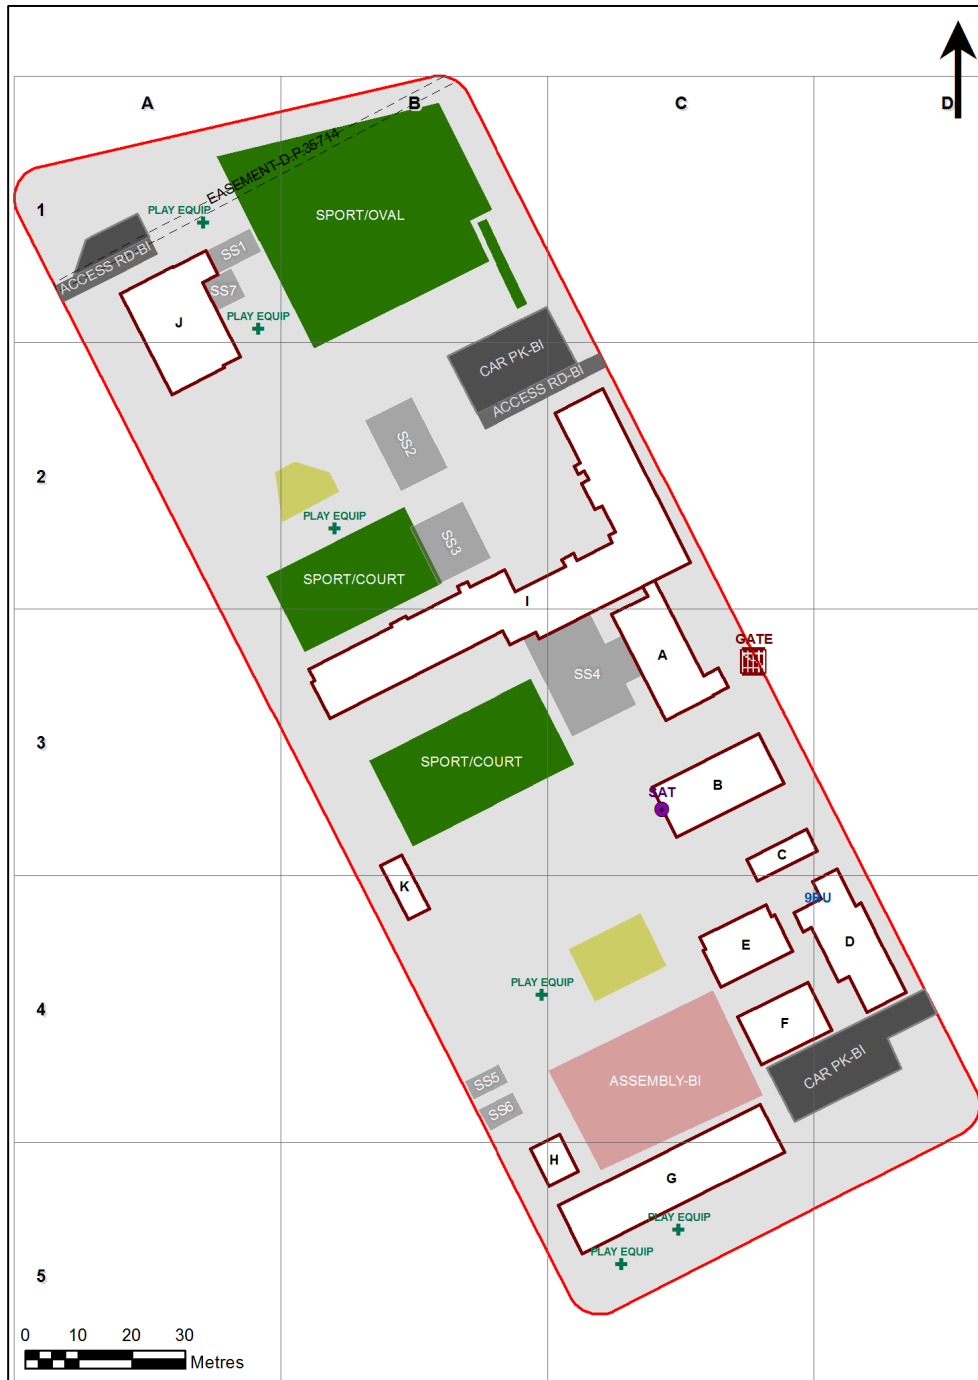 A
B
C
D
1
EASEMENT-D.P.35714
PLAY EQUIP
SPORT/OVAL
ACCESS RD-BI
SS1
SS7
J
PLAY EQUIP
CAR PK-BI
ACCESS RD-BI
2
SS2
PLAY EQUIP
SS3
SPORT/COURT
I
GATE
A
SS4
3
SPORT/COURT
B
SAT
C
K
9BU
E
D
PLAY EQUIP
4
F
CAR PK-BI
ASSEMBLY-BI
SS5
SS6
H
G
PLAY EQUIP
PLAY EQUIP
5
0 10 20 30
Metres